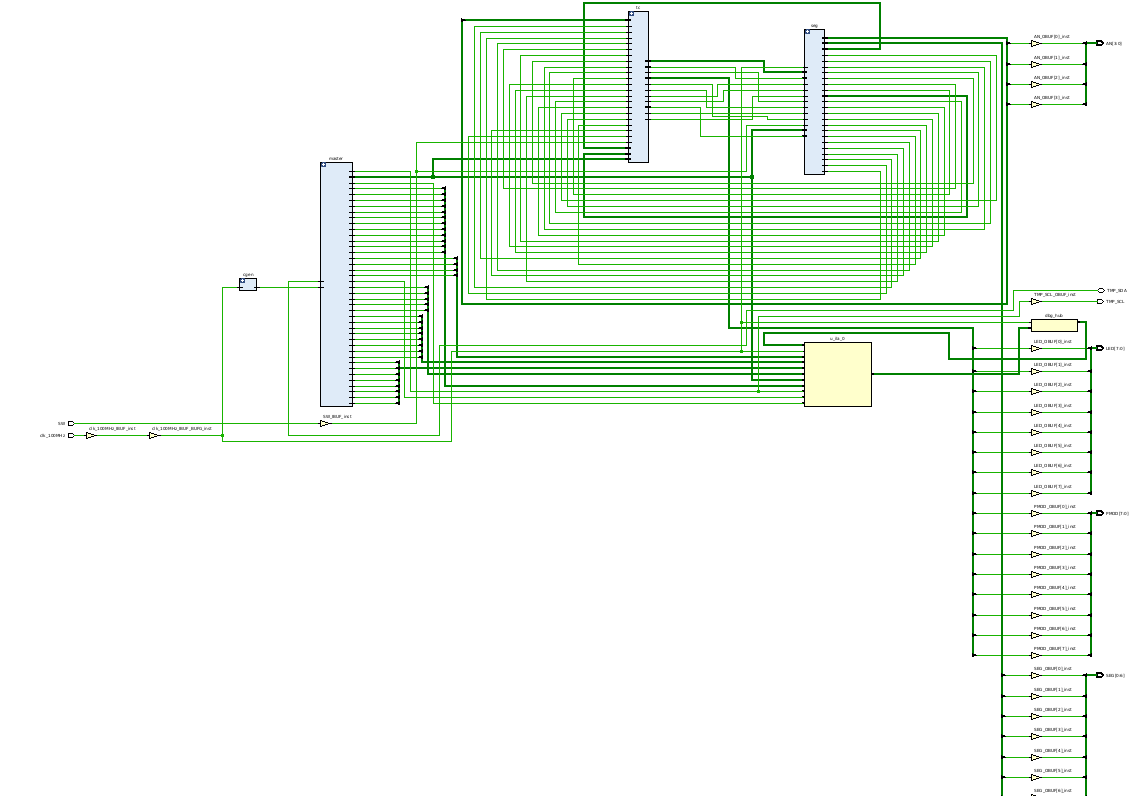 tc
seg
AN_OBUF[0]_inst
AN[3:0]
AN_OBUF[1]_inst
AN_OBUF[2]_inst
AN_OBUF[3]_inst
master
cgen
TMP_SDA
TMP_SCL_OBUF_inst
TMP_SCL
dbg_hub
u_ila_0
LED_OBUF[0]_inst
LED[7:0]
LED_OBUF[1]_inst
LED_OBUF[2]_inst
LED_OBUF[3]_inst
SW_IBUF_inst
SW
clk_100MHz_IBUF_inst
clk_100MHz_IBUF_BUFG_inst
clk_100MHz
LED_OBUF[4]_inst
LED_OBUF[5]_inst
LED_OBUF[6]_inst
LED_OBUF[7]_inst
PMOD_OBUF[0]_inst
PMOD[7:0]
PMOD_OBUF[1]_inst
PMOD_OBUF[2]_inst
PMOD_OBUF[3]_inst
PMOD_OBUF[4]_inst
PMOD_OBUF[5]_inst
PMOD_OBUF[6]_inst
PMOD_OBUF[7]_inst
SEG_OBUF[0]_inst
SEG[0:6]
SEG_OBUF[1]_inst
SEG_OBUF[2]_inst
SEG_OBUF[3]_inst
SEG_OBUF[4]_inst
SEG_OBUF[5]_inst
SEG_OBUF[6]_inst